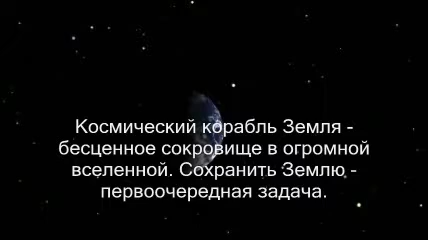 Космический корабль Земля -
бесценное сокровище в огромной
вселенной. Сохранить Землю -
первоочередная задача.